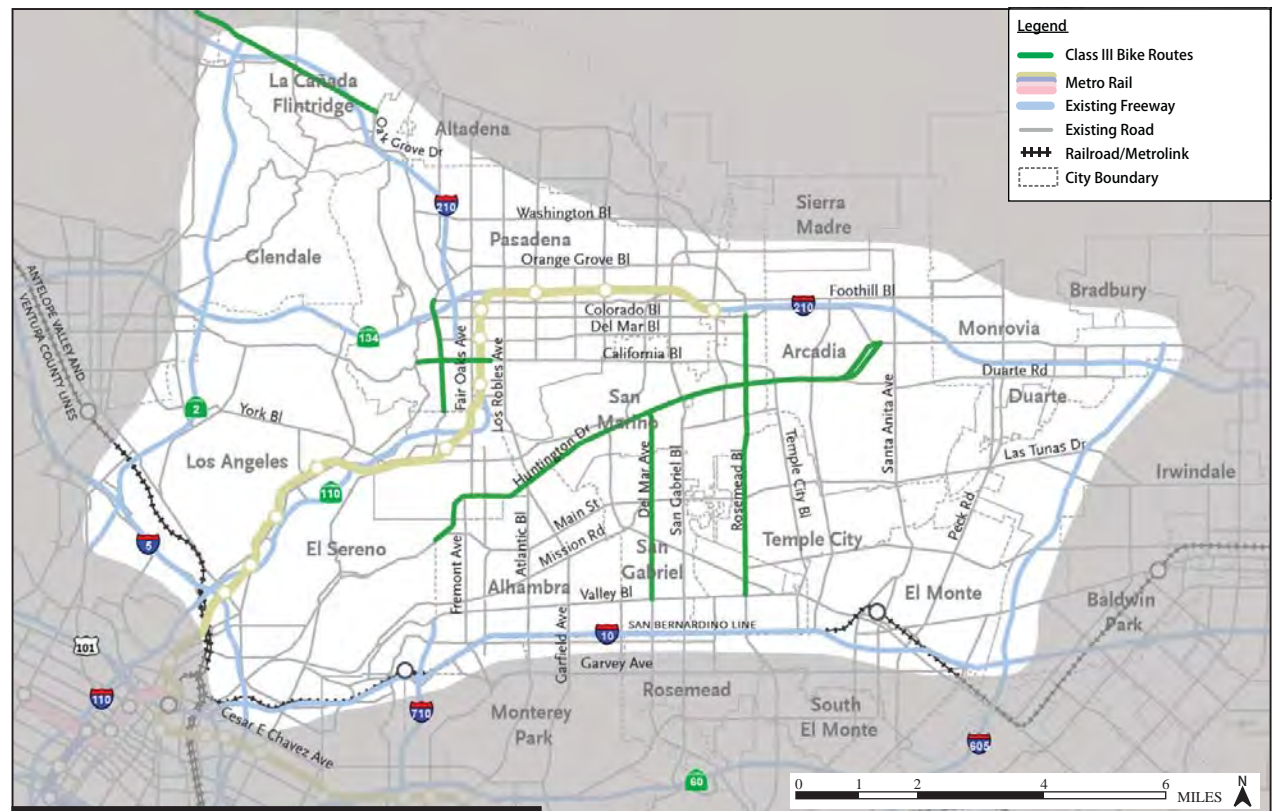 Legend
Class III Bike Routes
Metro Rail
Existing Freeway
Existing Road
Railroad/Metrolink
City Boundary
La Cañada
Flintridge
Oak Grove Dr
Altadena
210
Washington Bl
Sierra
Madre
Pasadena
Glendale
Orange Grove Bl
ANTELOPE VALLEY AND
VENTURA COUNTY LINES
Foothill Bl
Bradbury
210
Colorado Bl
Del Mar Bl
134
Monrovia
California Bl
Arcadia
Fair Oaks Ave
Los Robles Ave
Duarte Rd
Duarte
2
York Bl
San
Marino
Santa Anita Ave
Huntington Dr
Los Angeles
Las Tunas Dr
Irwindale
110
Del Mar Ave
San Gabriel Bl
Rosemead Bl
Temple City Bl
Peck Rd
Main St
Mission Rd
5
El Sereno
Fremont Ave
Atlantic Bl
San
Gabriel
Temple City
Alhambra
Valley Bl
El Monte
Baldwin
Park
101
Garfield Ave
10
SAN BERNARDINO LINE
Garvey Ave
110
Rosemead
710
Monterey
Park
South
El Monte
Cesar E Chavez Ave
605
60
0 1 2 4 6
MILES
N